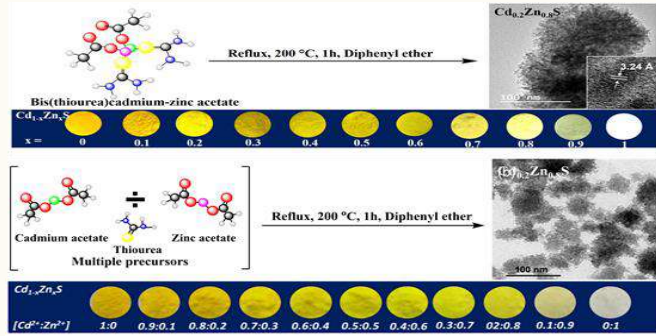 Cd0.2Zn0.8S
Reflux, 200 °C, 1h, Diphenyl ether
3.24 Å
100 nm
Bis(thiourea)cadmium-zinc acetate
Cd1-xZnxS
x = 0 0.1 0.2 0.3 0.4 0.5 0.6 0.7 0.8 0.9 1
(b)Cd0.2Zn0.8S
Reflux, 200 °C, 1h, Diphenyl ether
Cadmium acetate Zinc acetate
Thiourea
Multiple precursors
100 nm
Cd1-xZnxS
[Cd2+:Zn2+] 1:0 0.9:0.1 0.8:0.2 0.7:0.3 0.6:0.4 0.5:0.5 0.4:0.6 0.3:0.7 02:0.8 0.1:0.9 0:1